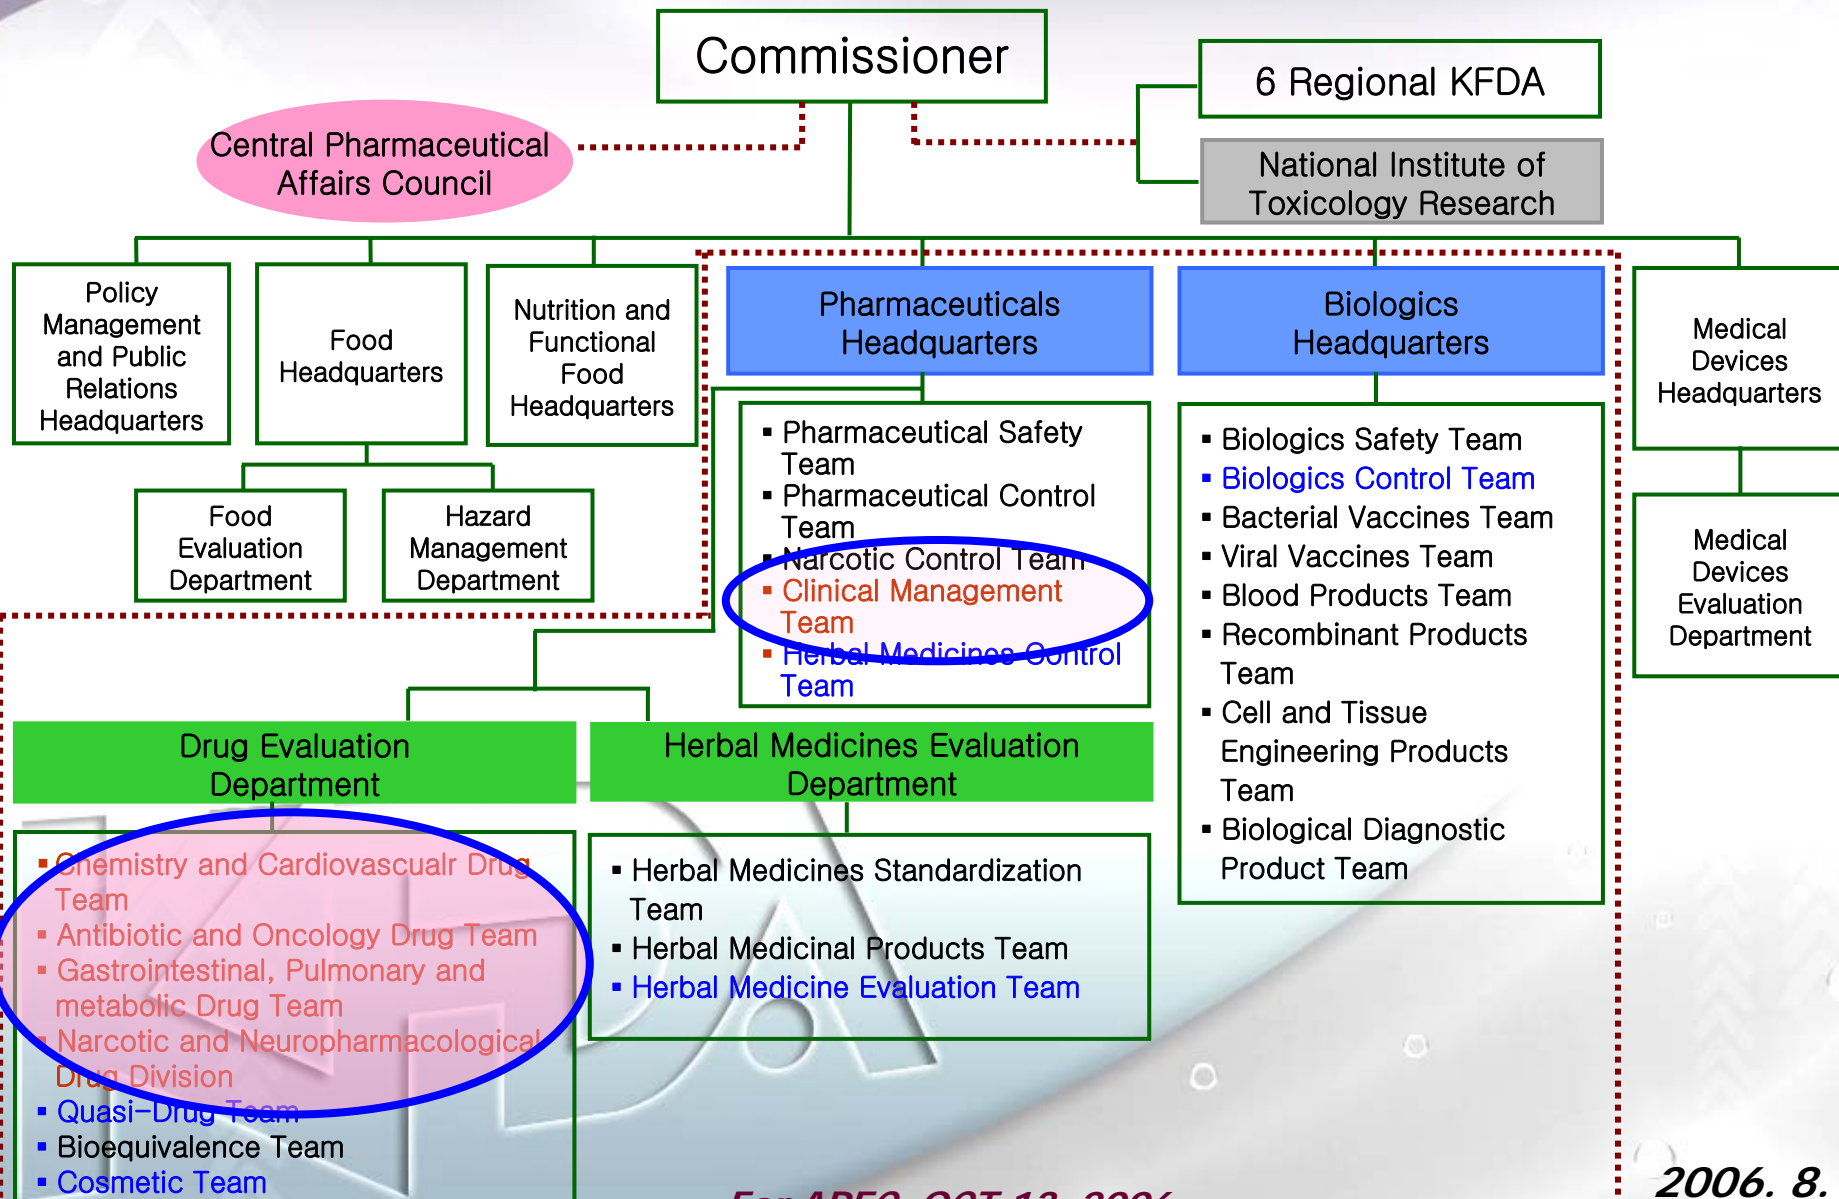 Commissioner
6 Regional KFDA
Central Pharmaceutical
Affairs Council
National Institute of
Toxicology Research
Policy
Management
and Public
Relations
Headquarters
Food
Headquarters
Nutrition and
Functional
Food
Headquarters
Pharmaceuticals
Headquarters
Biologics
Headquarters
Medical
Devices
Headquarters
Food
Evaluation
Department
Hazard
Management
Department
▪ Pharmaceutical Safety
Team
▪ Pharmaceutical Control
Team
▪ Narcotic Control Team
▪ Clinical Management
Team
▪ Herbal Medicines Control
Team
▪ Biologics Safety Team
▪ Biologics Control Team
▪ Bacterial Vaccines Team
▪ Viral Vaccines Team
▪ Blood Products Team
▪ Recombinant Products
Team
▪ Cell and Tissue
Engineering Products
Team
▪ Biological Diagnostic
Product Team
Medical
Devices
Evaluation
Department
Drug Evaluation
Department
Herbal Medicines Evaluation
Department
▪ Chemistry and Cardiovascualr Drug
Team
▪ Antibiotic and Oncology Drug Team
▪ Gastrointestinal, Pulmonary and
metabolic Drug Team
▪ Narcotic and Neuropharmacological
Drug Division
▪ Quasi-Drug Team
▪ Bioequivalence Team
▪ Cosmetic Team
▪ Herbal Medicines Standardization
Team
▪ Herbal Medicinal Products Team
▪ Herbal Medicine Evaluation Team
For APEC, OCT 12, 2006
2006. 8.